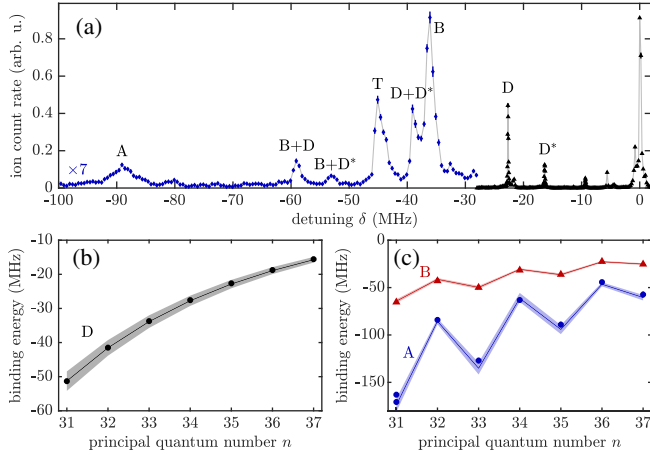 (a)
ion count rate (arb. u.)
0.8
0.6
0.4
0.2
0
×7
A
B+D
B+D*
T
D+D*
B
D
D*
-100 -90 -80 -70 -60 -50 -40 -30 -20 -10 0
detuning δ (MHz)
(b)
binding energy (MHz)
-10
-20
-30
-40
-50
-60
D
31 32 33 34 35 36 37
principal quantum number n
(c)
binding energy (MHz)
0
-50
-100
-150
B
A
31 32 33 34 35 36 37
principal quantum number n